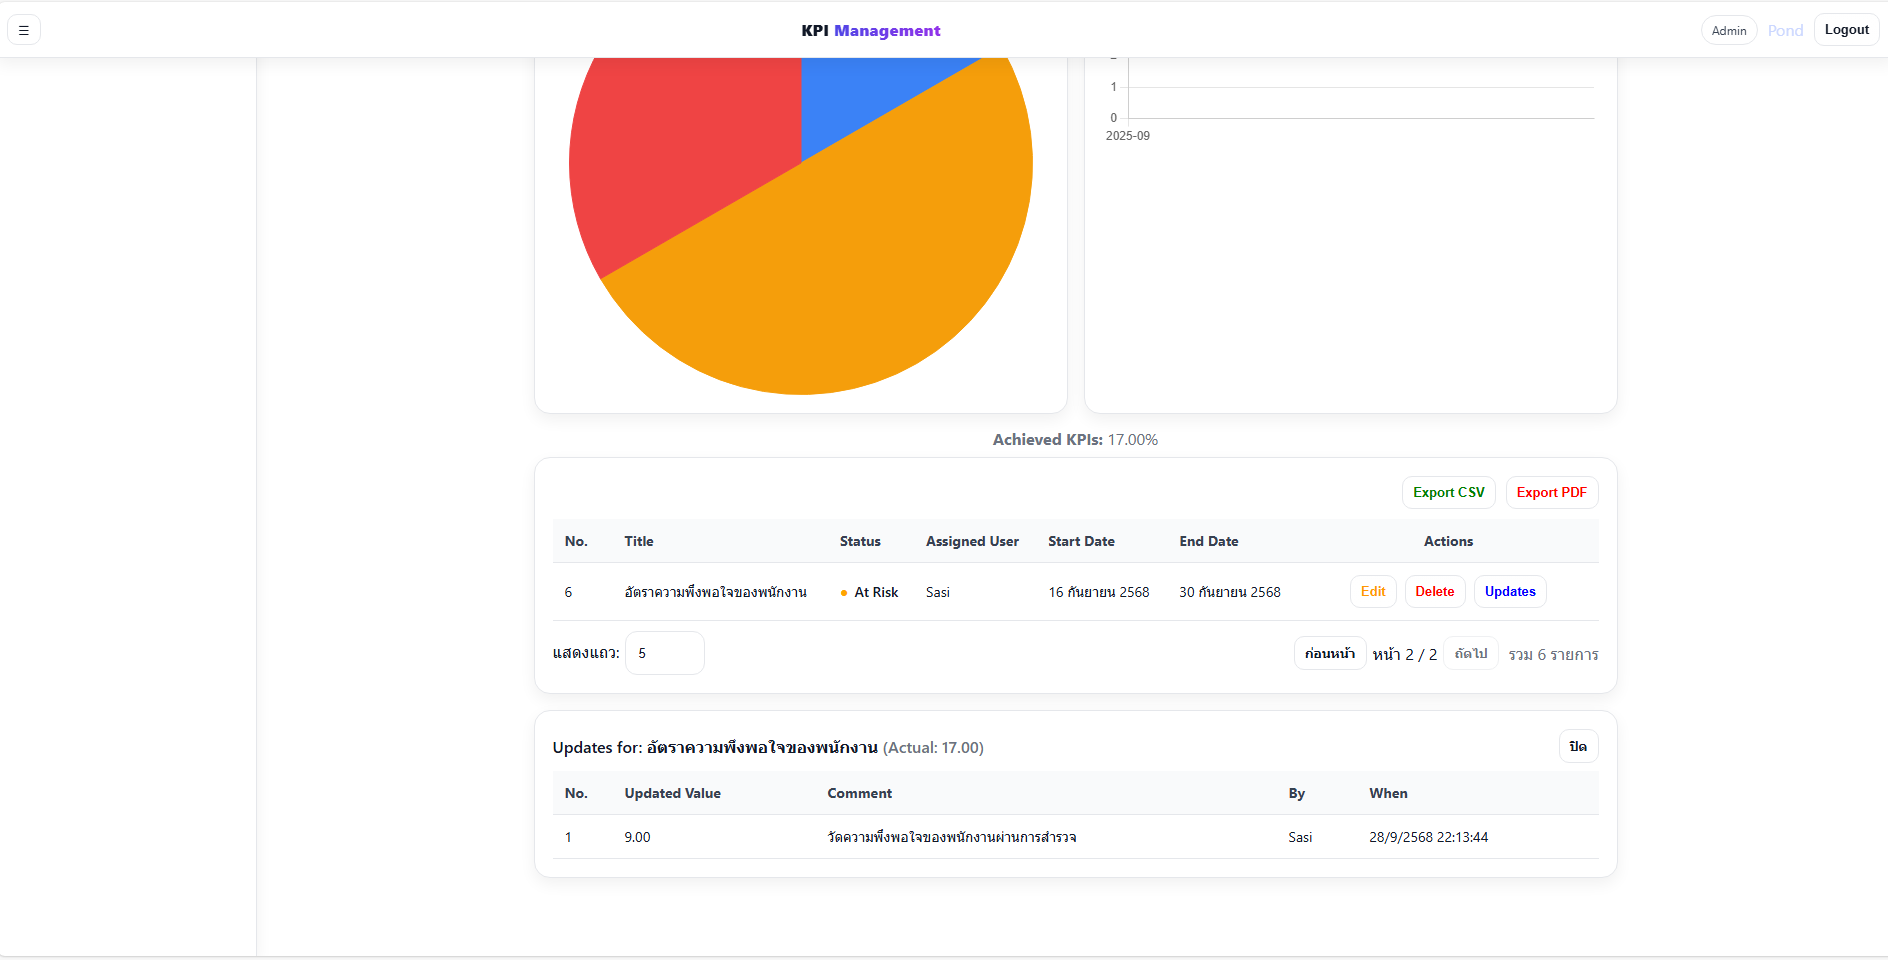 ☰
KPI Management
Admin Pond Logout
1
0
2025-09
Achieved KPIs: 17.00%
Export CSV Export PDF
No. Title Status Assigned User Start Date End Date Actions
6 อัตราความพึงพอใจของพนักงาน At Risk Sasi 16 กันยายน 2568 30 กันยายน 2568 Edit Delete Updates
แสดงแถว: 5 ก่อนหน้า หน้า 2 / 2 ถัดไป รวม 6 รายการ
Updates for: อัตราความพึงพอใจของพนักงาน (Actual: 17.00) ปิด
No. Updated Value Comment By When
1 9.00 วัดความพึงพอใจของพนักงานผ่านการสำรวจ Sasi 28/9/2568 22:13:44